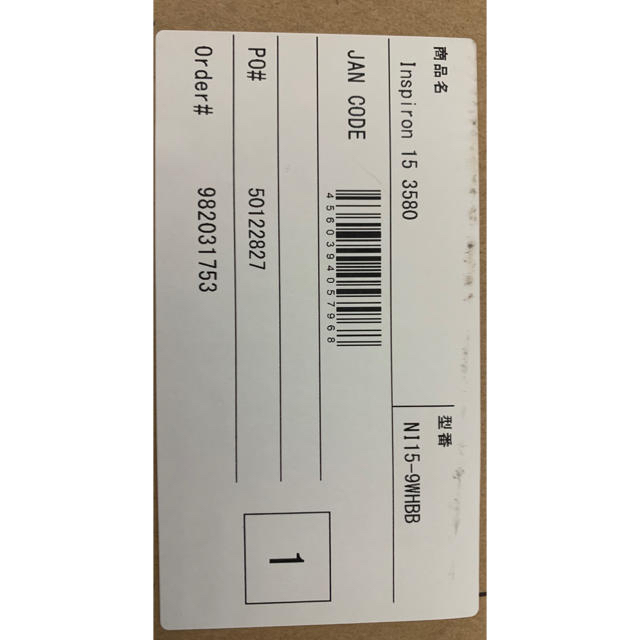 商品名
Inspiron 15 3580
型番
NI15-9WHBB
JAN CODE
4560394057968
PO#
50122827
Order#
982031753
1